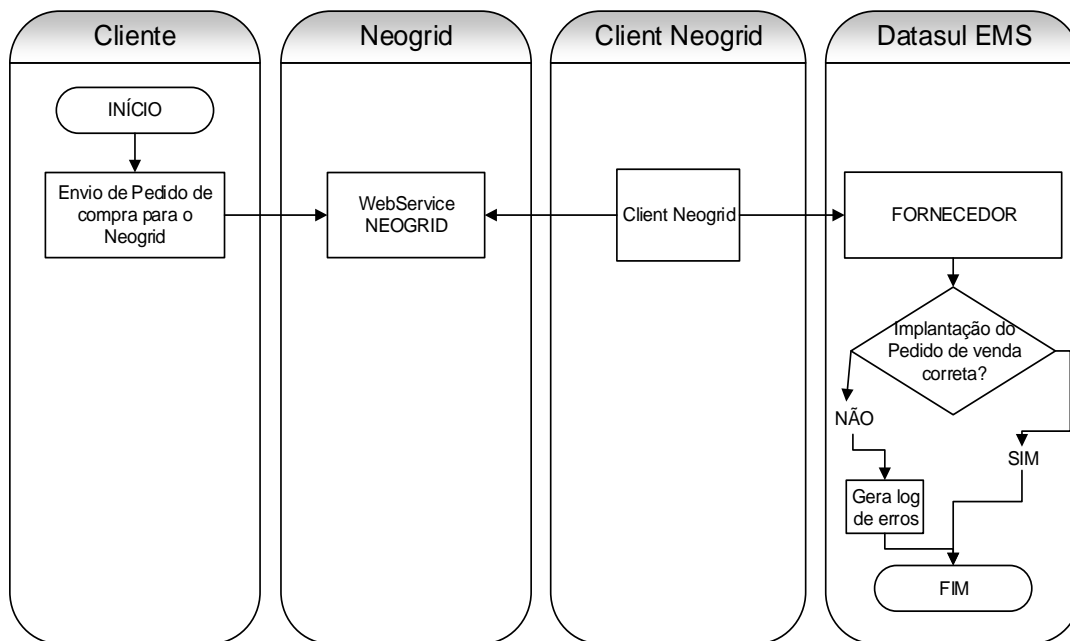 Cliente
Neogrid
Client Neogrid
Datasul EMS
INÍCIO
Envio de Pedido de
compra para o
Neogrid
WebService
NEOGRID
Client Neogrid
FORNECEDOR
Implantação do
Pedido de venda
correta?
NÃO
SIM
Gera log
de erros
FIM